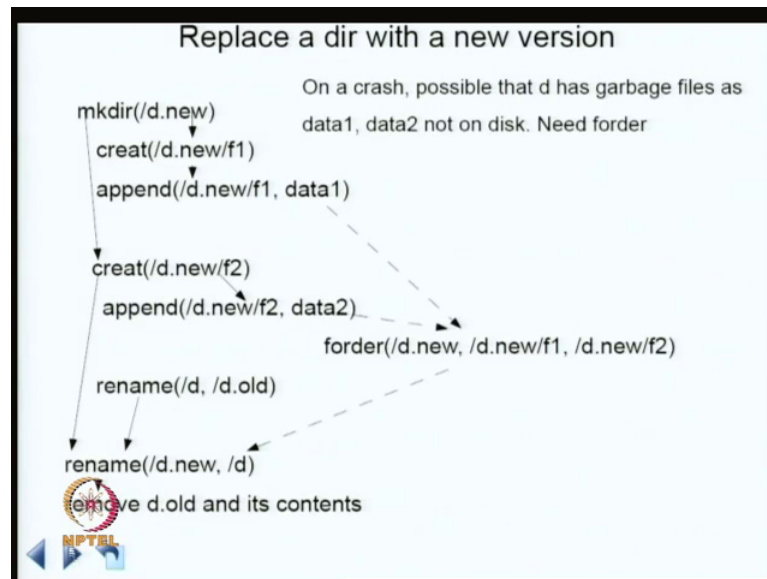 Replace a dir with a new version
On a crash, possible that d has garbage files as
data1, data2 not on disk. Need forder
mkdir(/d.new)
creat(/d.new/f1)
append(/d.new/f1, data1)
creat(/d.new/f2)
append(/d.new/f2, data2)
forder(/d.new, /d.new/f1, /d.new/f2)
rename(/d, /d.old)
rename(/d.new, /d)
remove d.old and its contents
NPTEL